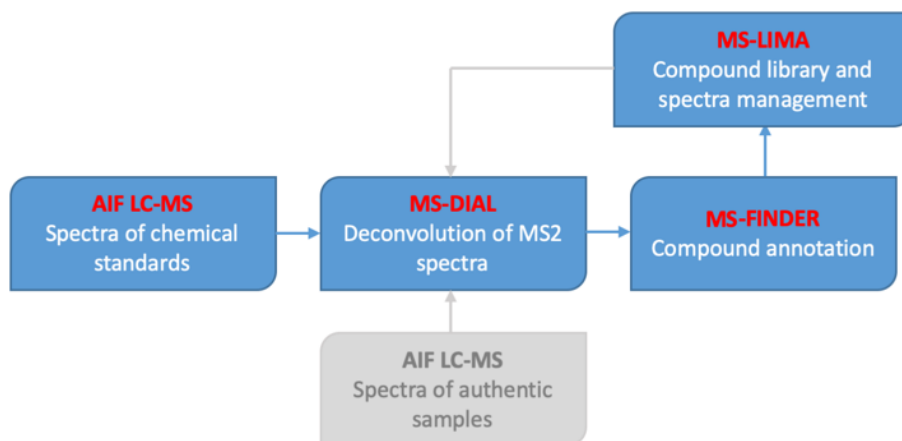 MS-LIMA
Compound library and
spectra management
AIF LC-MS
Spectra of chemical
standards
MS-DIAL
Deconvolution of MS2
spectra
MS-FINDER
Compound annotation
AIF LC-MS
Spectra of authentic
samples